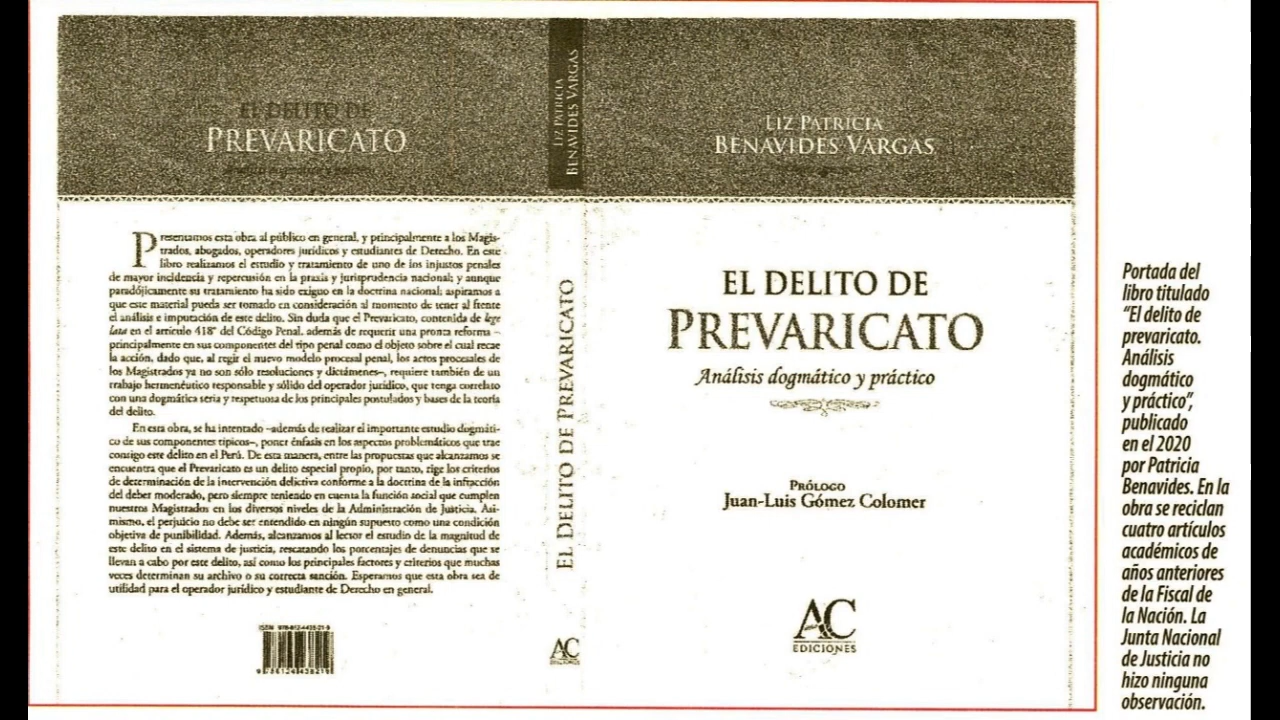 EL DELITO DE
PREVARICATO
LIZ PATRICIA
BENAVIDES VARGAS
LIZ PATRICIA
BENAVIDES VARGAS
Presentamos esta obra al público en general, y principalmente a los Magis-
trados, abogados, operadores jurídicos y estudiantes de Derecho. En este
libro realizamos el estudio y tratamiento de uno de los injustos penales
de mayor incidencia y repercusión en la praxis y jurisprudencia nacional; y aunque
paradójicamente su tratamiento ha sido exiguo en la doctrina nacional; aspiramos a
que este material pueda ser tomado en consideración al momento de tener al frente
el análisis e imputación de este delito. Sin duda que el Prevaricato, contenida de lege
lata en el artículo 418° del Código Penal, además de requerir una pronta reforma –
principalmente en sus componentes del tipo penal como el objeto sobre el cual recae
la acción, dado que, al regir el nuevo modelo procesal penal, los actos procesales de
los Magistrados ya no son sólo resoluciones y dictámenes–, requiere también de un
trabajo hermenéutico responsable y sólido del operador jurídico, que tenga correlato
con una dogmática seria y respetuosa de los principales postulados y bases de la teoría
del delito.
En esta obra, se ha intentado –además de realizar el importante estudio dogmáti-
co de sus componentes típicos–, poner énfasis en los aspectos problemáticos que trae
consigo este delito en el Perú. De esta manera, entre las propuestas que alcanzamos se
encuentra que el Prevaricato es un delito especial propio, por tanto, rige los criterios
de determinación de la intervención delictiva conforme a la doctrina de la infracción
del deber moderado, pero siempre teniendo en cuenta la función social que cumplen
nuestros Magistrados en los diversos niveles de la Administración de Justicia. Asi-
mismo, el perjuicio no debe ser entendido en ningún supuesto como una condición
objetiva de punibilidad. Además, alcanzamos al lector el estudio de la magnitud de
este delito en el sistema de justicia, rescatando los porcentajes de denuncias que se
llevan a cabo por este delito, así como los principales factores y criterios que muchas
veces determinan su archivo o su correcta sanción. Esperamos que esta obra sea de
utilidad para el operador jurídico y estudiante de Derecho en general.
EL DELITO DE PREVARICATO
AC
EDICIONES
EL DELITO DE
PREVARICATO
Análisis dogmático y práctico
PRÓLOGO
Juan-Luis Gómez Colomer
AC
EDICIONES
Portada del
libro titulado
“El delito de
prevaricato.
Análisis
dogmático
y práctico”,
publicado
en el 2020
por Patricia
Benavides. En la
obra se reciclan
cuatro artículos
académicos de
años anteriores
de la Fiscal de
la Nación. La
Junta Nacional
de Justicia no
hizo ninguna
observación.